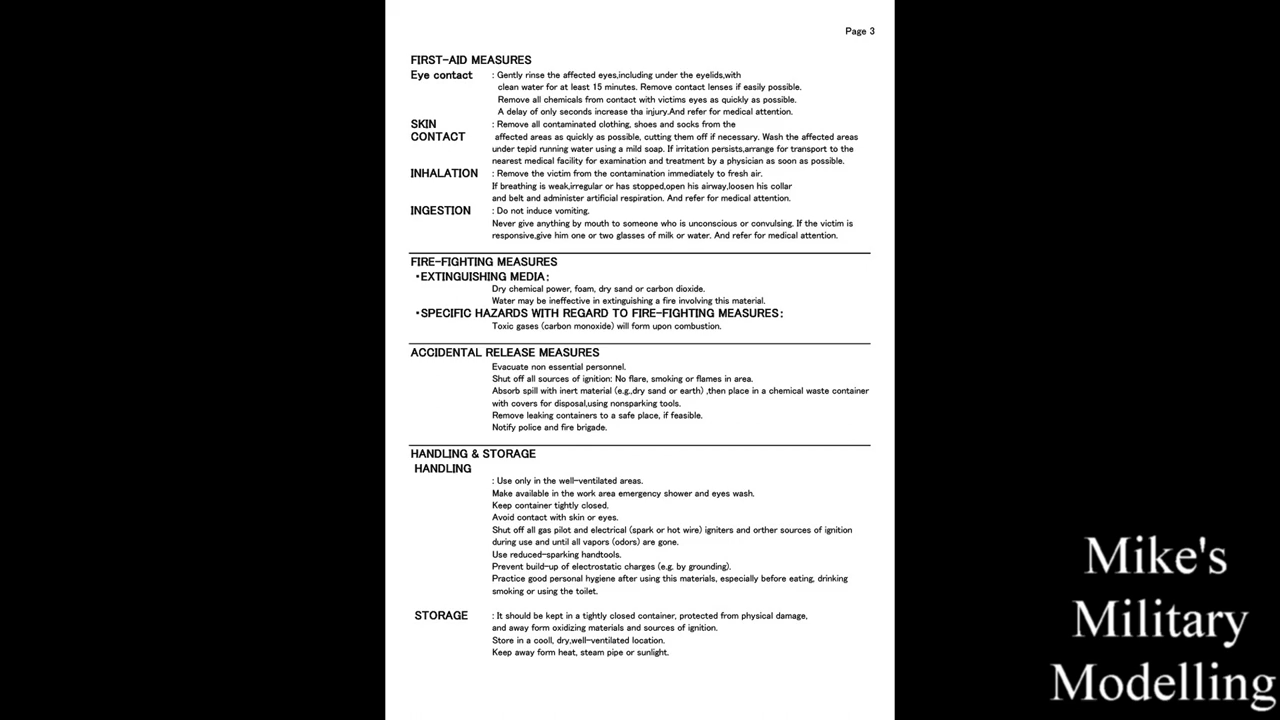 Page 3
FIRST-AID MEASURES
Eye contact : Gently rinse the affected eyes,including under the eyelids,with
clean water for at least 15 minutes. Remove contact lenses if easily possible.
Remove all chemicals from contact with victims eyes as quickly as possible.
A delay of only seconds increase tha injury.And refer for medical attention.
SKIN : Remove all contaminated clothing, shoes and socks from the
CONTACT affected areas as quickly as possible, cutting them off if necessary. Wash the affected areas
under tepid running water using a mild soap. If irritation persists,arrange for transport to the
nearest medical facility for examination and treatment by a physician as soon as possible.
INHALATION : Remove the victim from the contamination immediately to fresh air.
If breathing is weak,irregular or has stopped,open his airway,loosen his collar
and belt and administer artificial respiration. And refer for medical attention.
INGESTION : Do not induce vomiting.
Never give anything by mouth to someone who is unconscious or convulsing. If the victim is
responsive,give him one or two glasses of milk or water. And refer for medical attention.
FIRE-FIGHTING MEASURES
・EXTINGUISHING MEDIA:
Dry chemical power, foam, dry sand or carbon dioxide.
Water may be ineffective in extinguishing a fire involving this material.
・SPECIFIC HAZARDS WITH REGARD TO FIRE-FIGHTING MEASURES:
Toxic gases (carbon monoxide) will form upon combustion.
ACCIDENTAL RELEASE MEASURES
Evacuate non essential personnel.
Shut off all sources of ignition: No flare, smoking or flames in area.
Absorb spill with inert material (e.g.,dry sand or earth) ,then place in a chemical waste container
with covers for disposal,using nonsparking tools.
Remove leaking containers to a safe place, if feasible.
Notify police and fire brigade.
HANDLING & STORAGE
HANDLING
: Use only in the well-ventilated areas.
Make available in the work area emergency shower and eyes wash.
Keep container tightly closed.
Avoid contact with skin or eyes.
Shut off all gas pilot and electrical (spark or hot wire) igniters and orther sources of ignition
during use and until all vapors (odors) are gone.
Use reduced-sparking handtools.
Prevent build-up of electrostatic charges (e.g. by grounding).
Practice good personal hygiene after using this materials, especially before eating, drinking
smoking or using the toilet.
STORAGE : It should be kept in a tightly closed container, protected from physical damage,
and away form oxidizing materials and sources of ignition.
Store in a cooll, dry,well-ventilated location.
Keep away form heat, steam pipe or sunlight.
Mike's
Military
Modelling